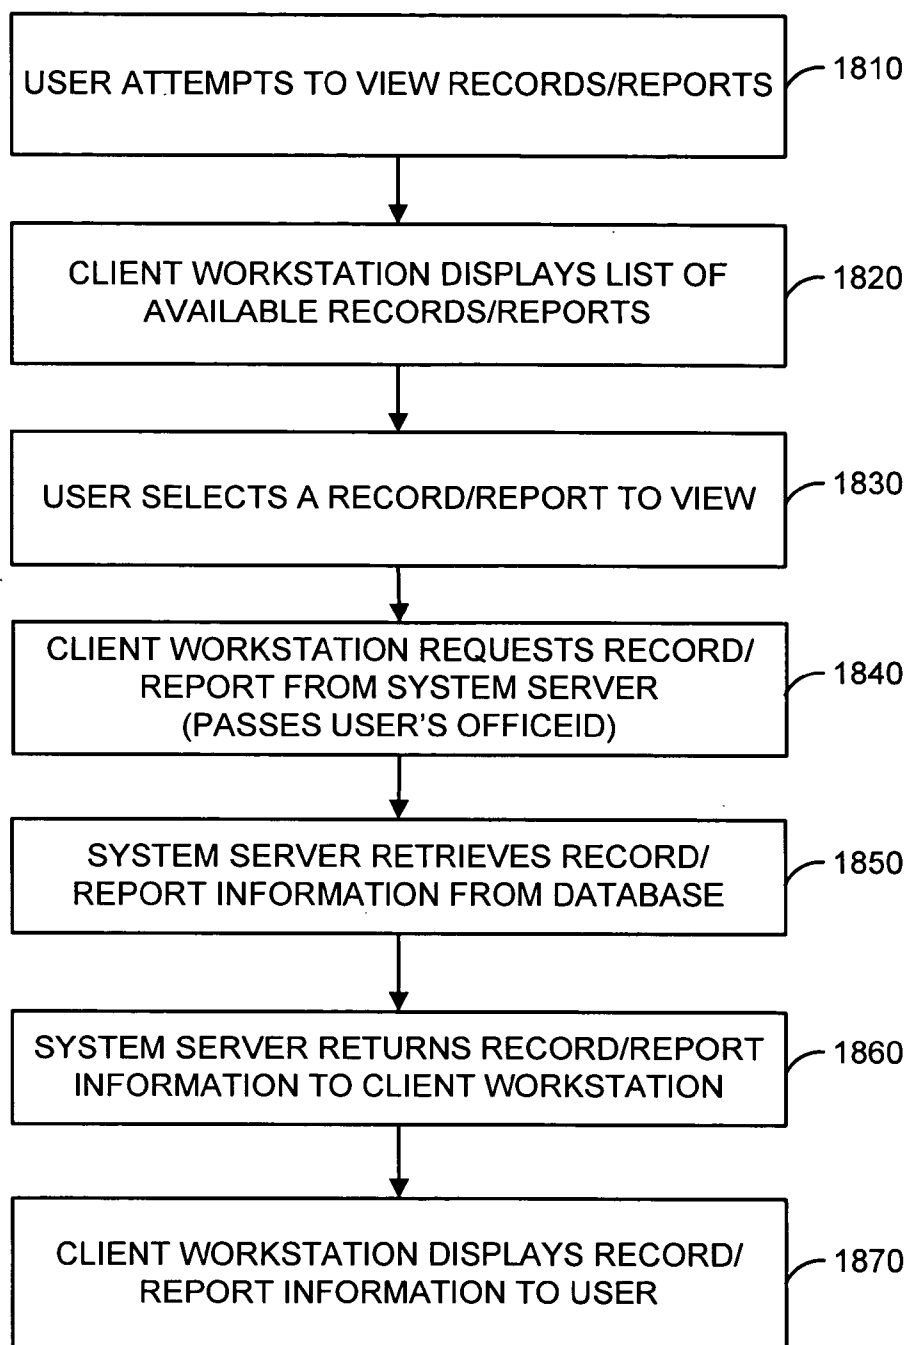 USER ATTEMPTS TO VIEW RECORDS/REPORTS
1810
CLIENT WORKSTATION DISPLAYS LIST OF
AVAILABLE RECORDS/REPORTS
1820
USER SELECTS A RECORD/REPORT TO VIEW
1830
CLIENT WORKSTATION REQUESTS RECORD/
REPORT FROM SYSTEM SERVER
(PASSES USER'S OFFICEID)
1840
SYSTEM SERVER RETRIEVES RECORD/
REPORT INFORMATION FROM DATABASE
1850
SYSTEM SERVER RETURNS RECORD/REPORT
INFORMATION TO CLIENT WORKSTATION
1860
CLIENT WORKSTATION DISPLAYS RECORD/
REPORT INFORMATION TO USER
1870